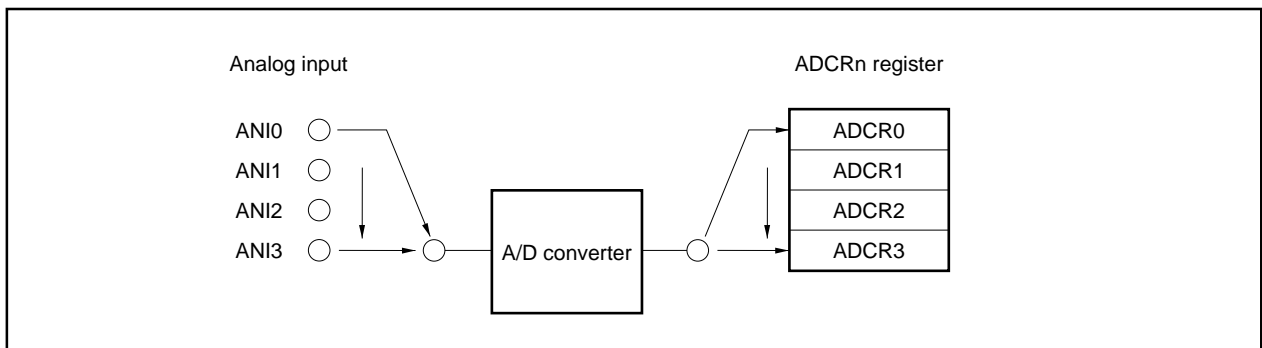 Analog input
ADCRn register
ANI0
ADCR0
ANI1
ADCR1
ANI2
ADCR2
ANI3
A/D converter
ADCR3